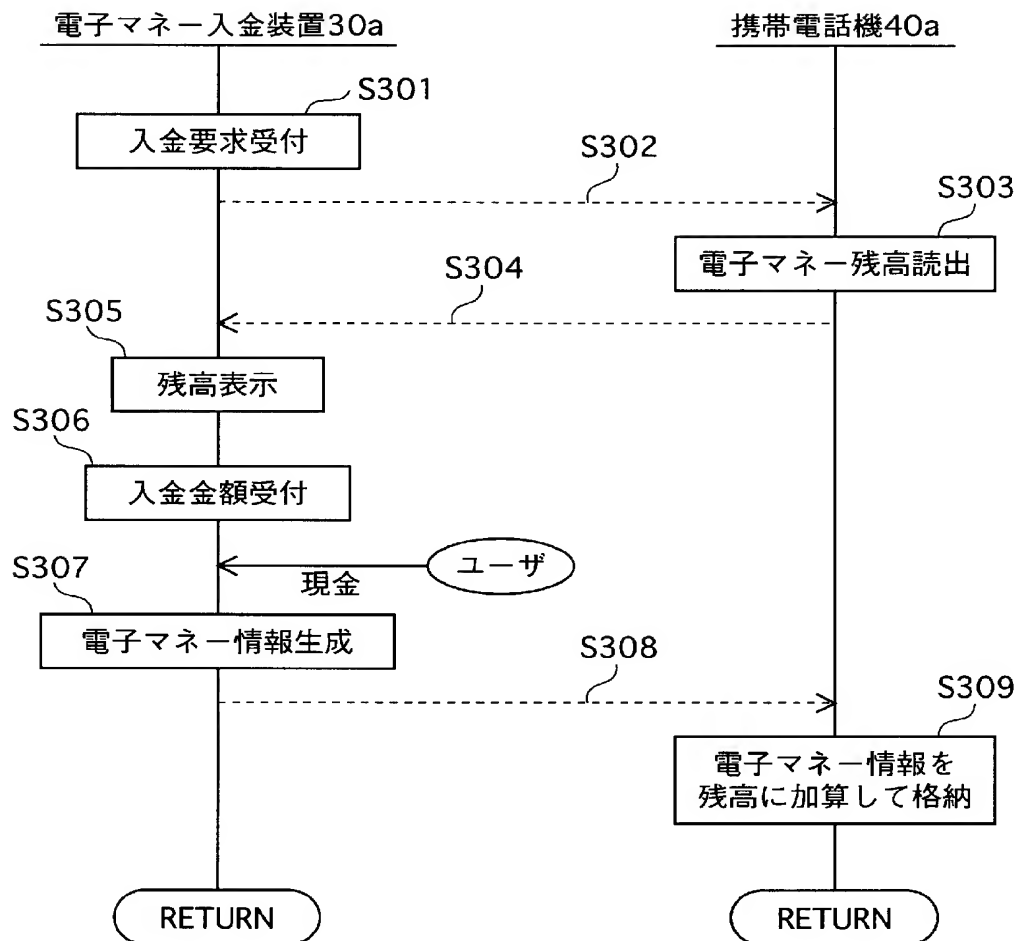 電子マネー入金装置30a
携帯電話機40a
S301
入金要求受付
S302
S303
電子マネー残高読出
S304
S305
残高表示
S306
入金金額受付
ユーザ
現金
S307
電子マネー情報生成
S308
S309
電子マネー情報を
残高に加算して格納
RETURN
RETURN